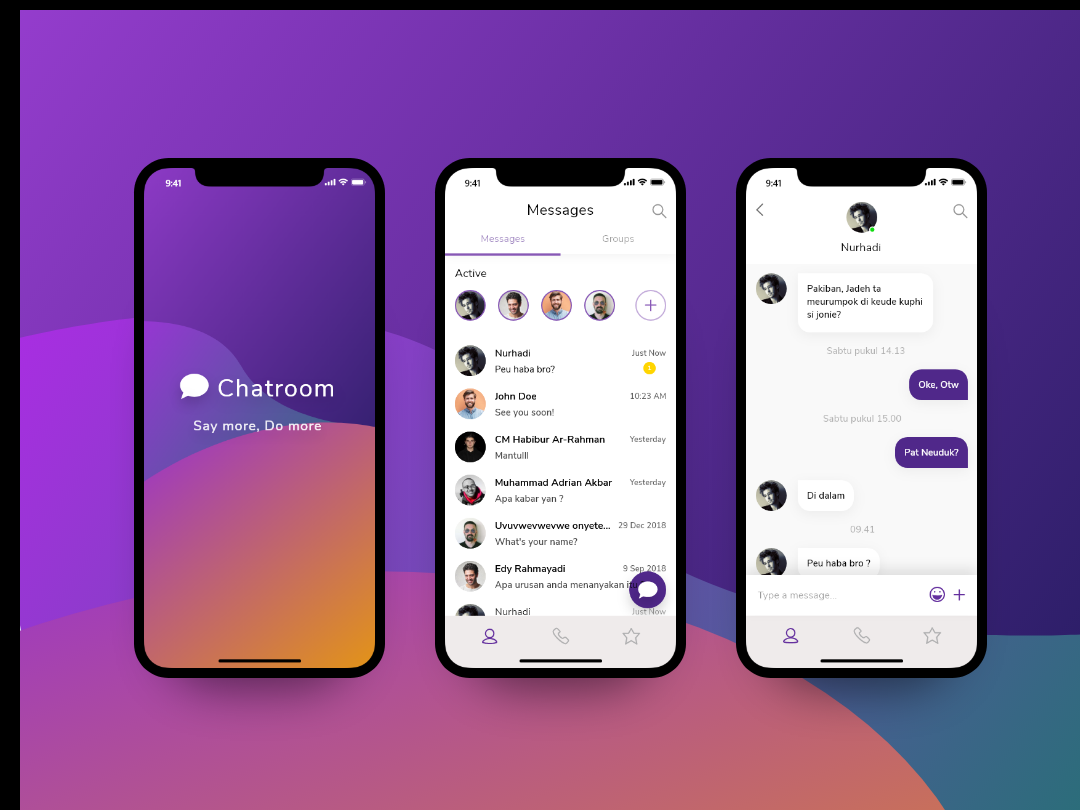 9:41
Chatroom
Say more, Do more
9:41
Messages
Messages Groups
Active
Nurhadi Just Now
Peu haba bro? 1
John Doe 10:23 AM
See you soon!
CM Habibur Ar-Rahman Yesterday
Mantulll
Muhammad Adrian Akbar Yesterday
Apa kabar yan ?
Uvuvwevwevwe onyete... 29 Dec 2018
What's your name?
Edy Rahmayadi 9 Sep 2018
Apa urusan anda menanyakan itu
Nurhadi Just Now
9:41
Nurhadi
Pakiban, Jadeh ta
meurumpok di keude kuphi
si jonie?
Sabtu pukul 14.13
Oke, Otw
Sabtu pukul 15.00
Pat Neuduk?
Di dalam
09.41
Peu haba bro ?
Type a message...